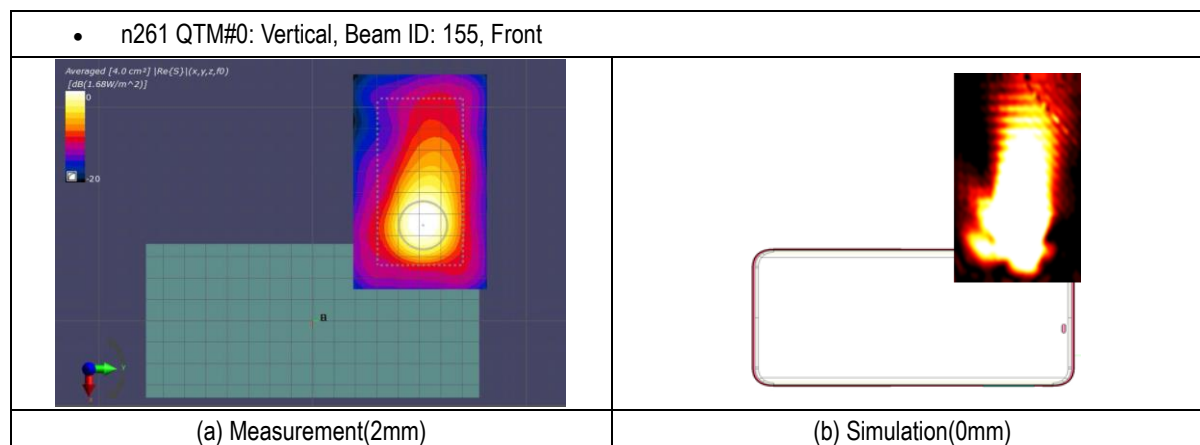 • n261 QTM#0: Vertical, Beam ID: 155, Front
Averaged [4.0 cm²] |Re{S}|(x,y,z,f0)
[dB(1.68W/m^2)]
0
-20
B
Y
(a) Measurement(2mm)
(b) Simulation(0mm)